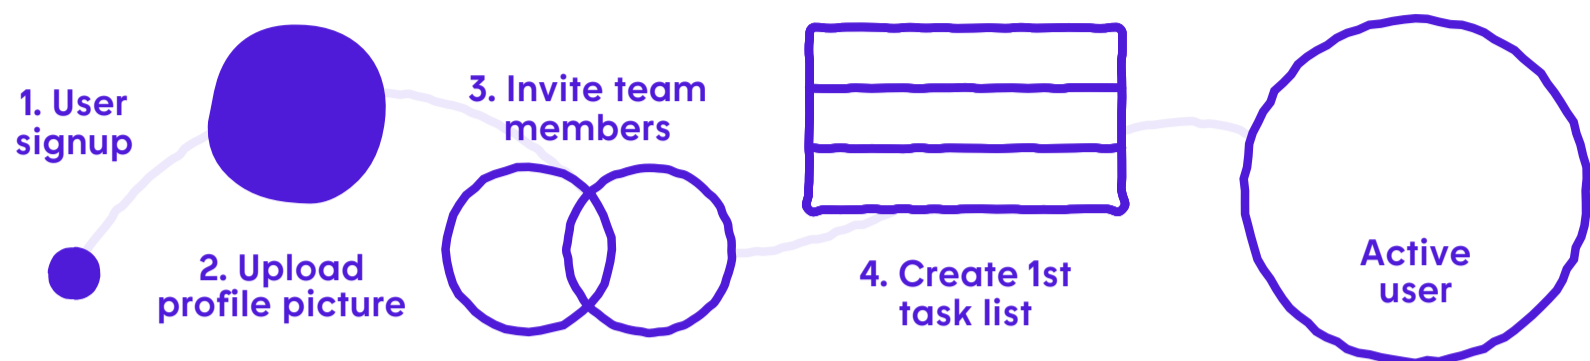 1. User
signup
2. Upload
profile picture
3. Invite team
members
4. Create 1st
task list
Active
user